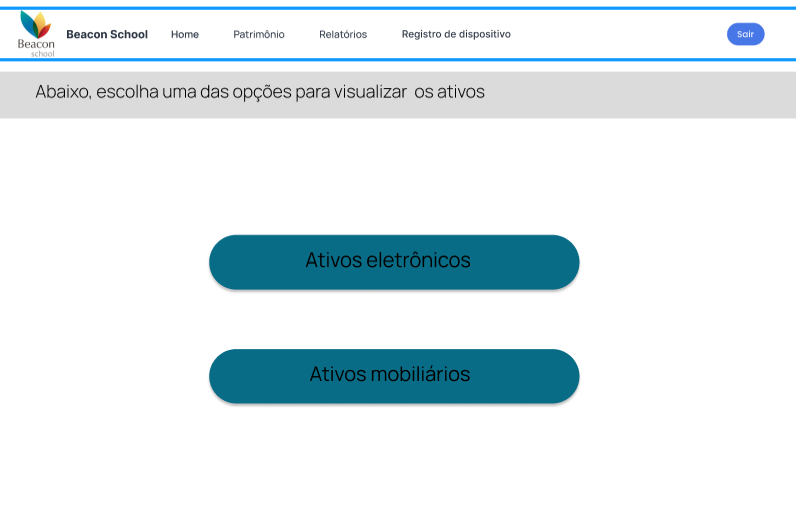 Beacon
school
Beacon School Home Patrimônio Relatórios Registro de dispositivo Sair
Abaixo, escolha uma das opções para visualizar os ativos
Ativos eletrônicos
Ativos mobiliários